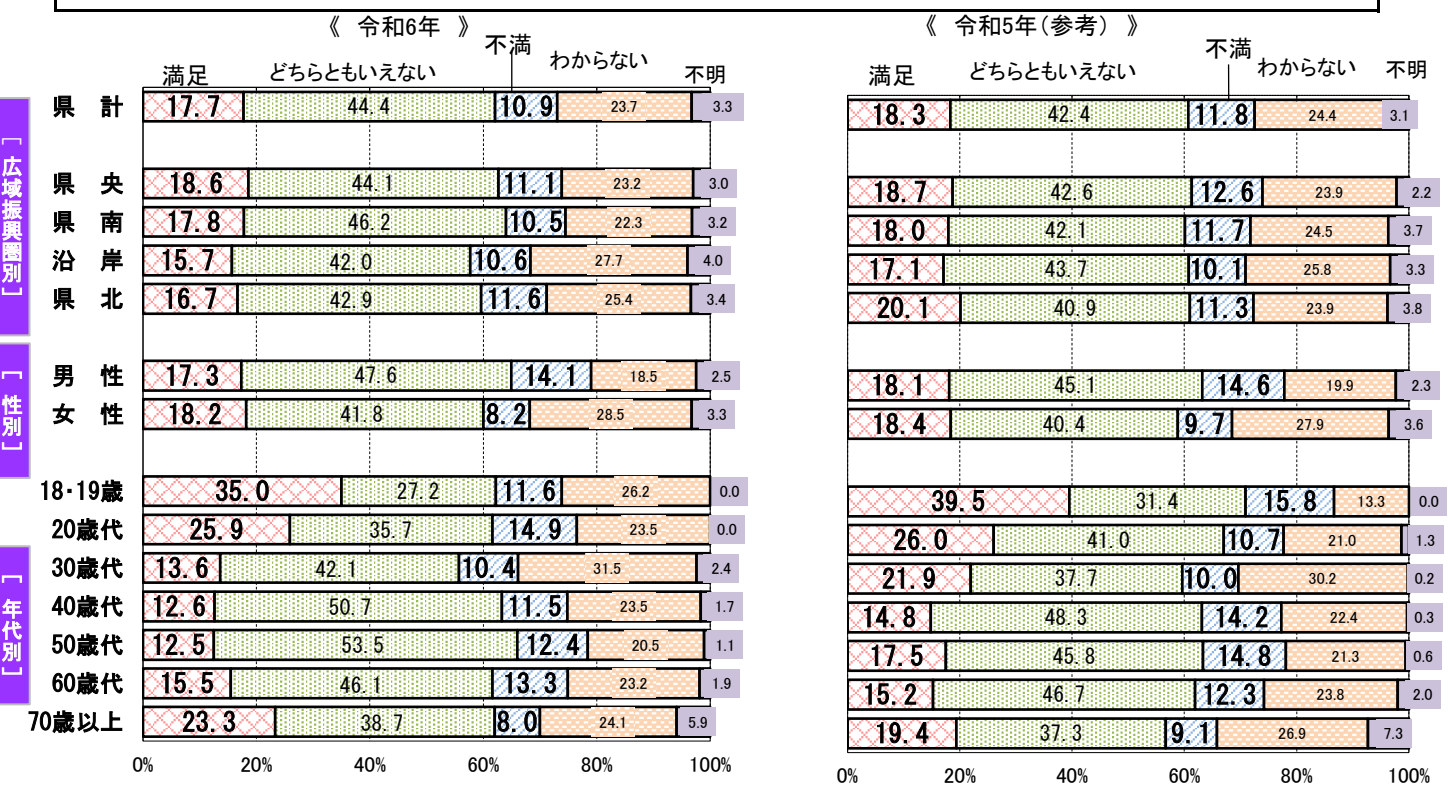 《 令和6年 》
《 令和5年(参考) 》
満足 どちらともいえない 不満 わからない 不明
満足 どちらともいえない 不満 わからない 不明
県 計 17.7 44.4 10.9 23.7 3.3
18.3 42.4 11.8 24.4 3.1
[ 広域振興圏別 ]
県 央 18.6 44.1 11.1 23.2 3.0
18.7 42.6 12.6 23.9 2.2
県 南 17.8 46.2 10.5 22.3 3.2
18.0 42.1 11.7 24.5 3.7
沿 岸 15.7 42.0 10.6 27.7 4.0
17.1 43.7 10.1 25.8 3.3
県 北 16.7 42.9 11.6 25.4 3.4
20.1 40.9 11.3 23.9 3.8
[ 性別 ]
男 性 17.3 47.6 14.1 18.5 2.5
18.1 45.1 14.6 19.9 2.3
女 性 18.2 41.8 8.2 28.5 3.3
18.4 40.4 9.7 27.9 3.6
[ 年代別 ]
18・19歳 35.0 27.2 11.6 26.2 0.0
39.5 31.4 15.8 13.3 0.0
20歳代 25.9 35.7 14.9 23.5 0.0
26.0 41.0 10.7 21.0 1.3
30歳代 13.6 42.1 10.4 31.5 2.4
21.9 37.7 10.0 30.2 0.2
40歳代 12.6 50.7 11.5 23.5 1.7
14.8 48.3 14.2 22.4 0.3
50歳代 12.5 53.5 12.4 20.5 1.1
17.5 45.8 14.8 21.3 0.6
60歳代 15.5 46.1 13.3 23.2 1.9
15.2 46.7 12.3 23.8 2.0
70歳以上 23.3 38.7 8.0 24.1 5.9
19.4 37.3 9.1 26.9 7.3
0% 20% 40% 60% 80% 100%
0% 20% 40% 60% 80% 100%